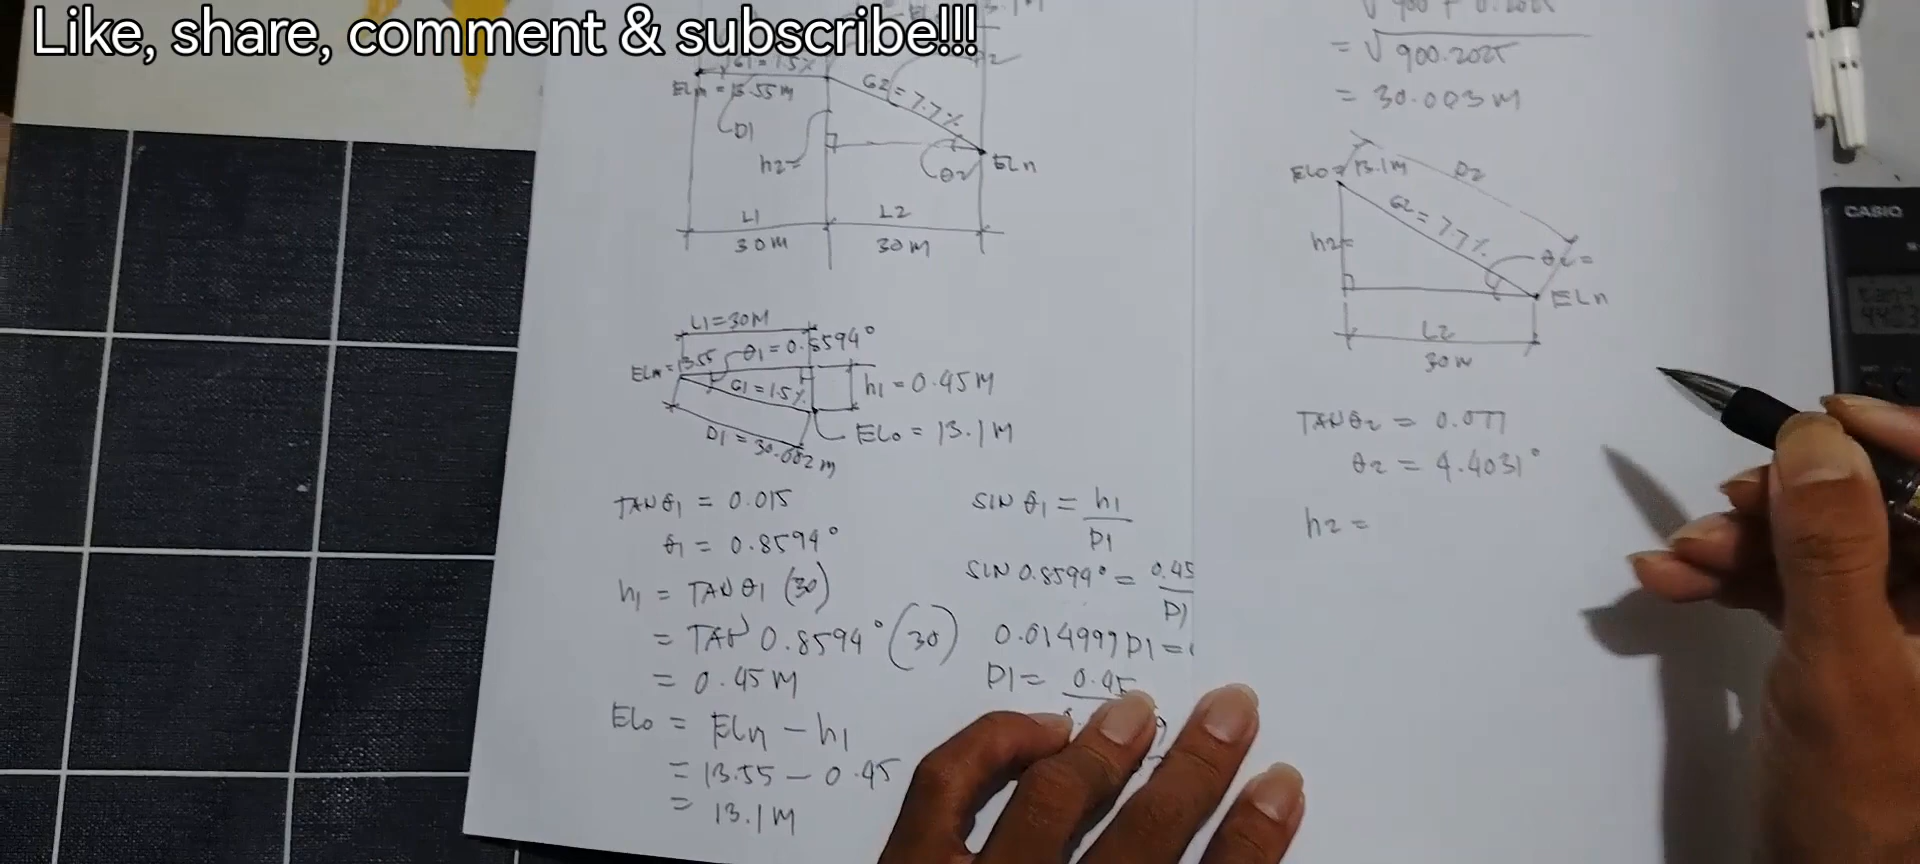 Like, share, comment & subscribe!!!
G1 = 1.5%
ELM = 13.55 M
D1
G2 = 7.7%
h2=
θ2
ELn
L1
L2
30 M
30 M
L1 = 30M
θ1 = 0.8594°
13.55
G1 = 1.5%
h1 = 0.45 M
D1 = 30.002 M
ELo = 13.1 M
TAN θ1 = 0.015
θ1 = 0.8594°
h1 = TAN θ1 (30)
= TAN 0.8594° (30)
= 0.45 M
ELo = ELM - h1
= 13.55 - 0.45
= 13.1 M
SIN θ1 = h1
D1
SIN 0.8594° = 0.45
D1
0.014999 D1 =
D1 = 0.45
= √900.2025
= 30.003 M
ELo = 13.1 M
D2
G2 = 7.7%
h2=
θ2 =
ELn
L2
30 M
TAN θ2 = 0.077
θ2 = 4.4031°
h2 =
CASIO